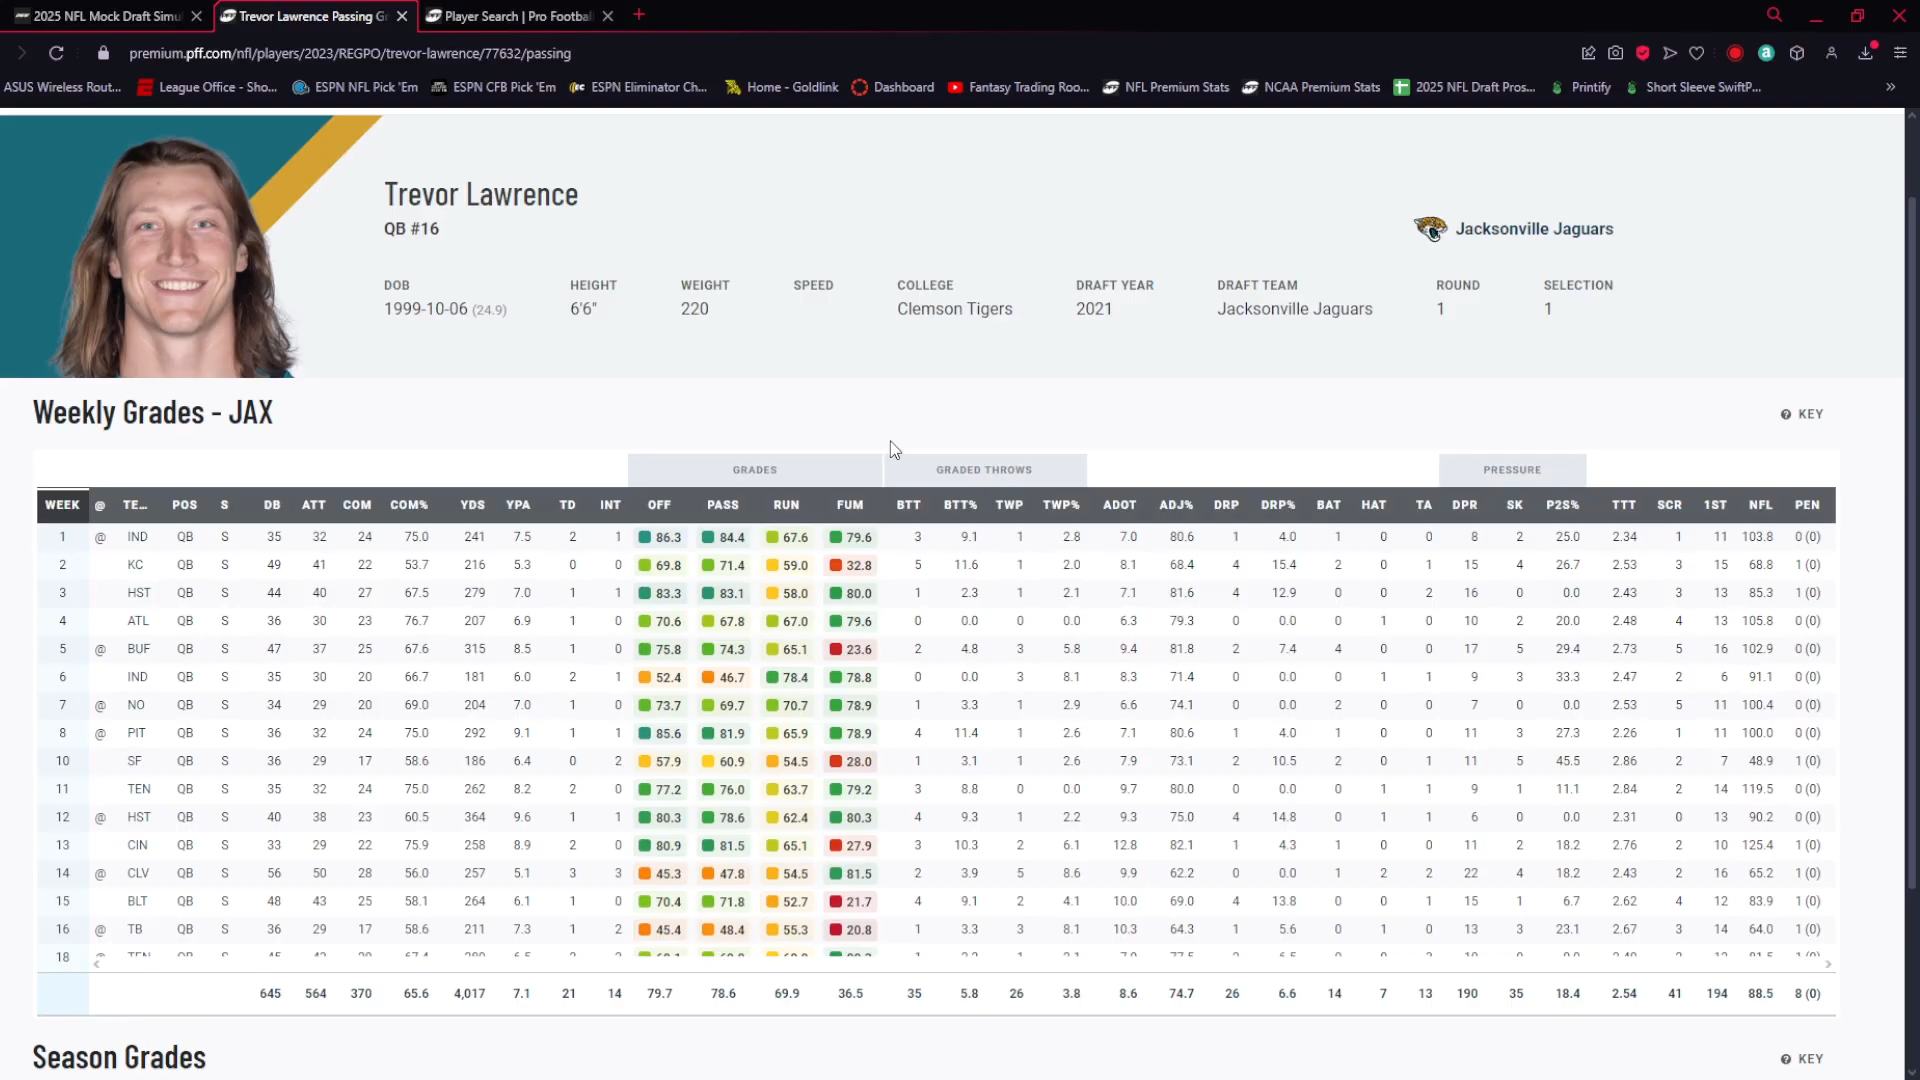 2025 NFL Mock Draft Simu
Trevor Lawrence Passing Gr
Player Search | Pro Footbal
premium.pff.com/nfl/players/2023/REGPO/trevor-lawrence/77632/passing
ASUS Wireless Rout... League Office - Sho... ESPN NFL Pick 'Em ESPN CFB Pick 'Em ESPN Eliminator Ch... Home - Goldlink Dashboard Fantasy Trading Roo... NFL Premium Stats NCAA Premium Stats 2025 NFL Draft Pros... Printify Short Sleeve SwiftP...
Trevor Lawrence
QB #16
Jacksonville Jaguars
DOB HEIGHT WEIGHT SPEED COLLEGE DRAFT YEAR DRAFT TEAM ROUND SELECTION
1999-10-06 (24.9) 6'6" 220 Clemson Tigers 2021 Jacksonville Jaguars 1 1
Weekly Grades - JAX
KEY
GRADES GRADED THROWS PRESSURE
WEEK @ TE... POS S DB ATT COM COM% YDS YPA TD INT OFF PASS RUN FUM BTT BTT% TWP TWP% ADOT ADJ% DRP DRP% BAT HAT TA DPR SK P2S% TTT SCR 1ST NFL PEN
1 @ IND QB S 35 32 24 75.0 241 7.5 2 1 86.3 84.4 67.6 79.6 3 9.1 1 2.8 7.0 80.6 1 4.0 1 0 0 8 2 25.0 2.34 1 11 103.8 0 (0)
2 KC QB S 49 41 22 53.7 216 5.3 0 0 69.8 71.4 59.0 32.8 5 11.6 1 2.0 8.1 68.4 4 15.4 2 0 1 15 4 26.7 2.53 3 15 68.8 1 (0)
3 HST QB S 44 40 27 67.5 279 7.0 1 1 83.3 83.1 58.0 80.0 1 2.3 1 2.1 7.1 81.6 4 12.9 0 0 2 16 0 0.0 2.43 3 13 85.3 1 (0)
4 ATL QB S 36 30 23 76.7 207 6.9 1 0 70.6 67.8 67.0 79.6 0 0.0 0 0.0 6.3 79.3 0 0.0 0 1 0 10 2 20.0 2.48 4 13 105.8 0 (0)
5 @ BUF QB S 47 37 25 67.6 315 8.5 1 0 75.8 74.3 65.1 23.6 2 4.8 3 5.8 9.4 81.8 2 7.4 4 0 0 17 5 29.4 2.73 5 16 102.9 0 (0)
6 IND QB S 35 30 20 66.7 181 6.0 2 1 52.4 46.7 78.4 78.8 0 0.0 3 8.1 8.3 71.4 0 0.0 0 1 1 9 3 33.3 2.47 2 6 91.1 0 (0)
7 @ NO QB S 34 29 20 69.0 204 7.0 1 0 73.7 69.7 70.7 78.9 1 3.3 1 2.9 6.6 74.1 0 0.0 2 0 0 7 0 0.0 2.53 5 11 100.4 0 (0)
8 @ PIT QB S 36 32 24 75.0 292 9.1 1 1 85.6 81.9 65.9 78.9 4 11.4 1 2.6 7.1 80.6 1 4.0 1 0 0 11 3 27.3 2.26 1 11 100.0 0 (0)
10 SF QB S 36 29 17 58.6 186 6.4 0 2 57.9 60.9 54.5 28.0 1 3.1 1 2.6 7.9 73.1 2 10.5 2 0 1 11 5 45.5 2.86 2 7 48.9 1 (0)
11 TEN QB S 35 32 24 75.0 262 8.2 2 0 77.2 76.0 63.7 79.2 3 8.8 0 0.0 9.7 80.0 0 0.0 0 1 1 9 1 11.1 2.84 2 14 119.5 0 (0)
12 @ HST QB S 40 38 23 60.5 364 9.6 1 1 80.3 78.6 62.4 80.3 4 9.3 1 2.2 9.3 75.0 4 14.8 0 1 1 6 0 0.0 2.31 0 13 90.2 0 (0)
13 CIN QB S 33 29 22 75.9 258 8.9 2 0 80.9 81.5 65.1 27.9 3 10.3 2 6.1 12.8 82.1 1 4.3 1 0 0 11 2 18.2 2.76 2 10 125.4 1 (0)
14 @ CLV QB S 56 50 28 56.0 257 5.1 3 3 45.3 47.8 54.5 81.5 2 3.9 5 8.6 9.9 62.2 0 0.0 1 2 2 22 4 18.2 2.43 2 16 65.2 1 (0)
15 BLT QB S 48 43 25 58.1 264 6.1 1 0 70.4 71.8 52.7 21.7 4 9.1 2 4.1 10.0 69.0 4 13.8 0 0 1 15 1 6.7 2.62 4 12 83.9 1 (0)
16 @ TB QB S 36 29 17 58.6 211 7.3 1 2 45.4 48.4 55.3 20.8 1 3.3 3 8.1 10.3 64.3 1 5.6 0 1 0 13 3 23.1 2.67 3 14 64.0 1 (0)
18
645 564 370 65.6 4,017 7.1 21 14 79.7 78.6 69.9 36.5 35 5.8 26 3.8 8.6 74.7 26 6.6 14 7 13 190 35 18.4 2.54 41 194 88.5 8 (0)
Season Grades
KEY